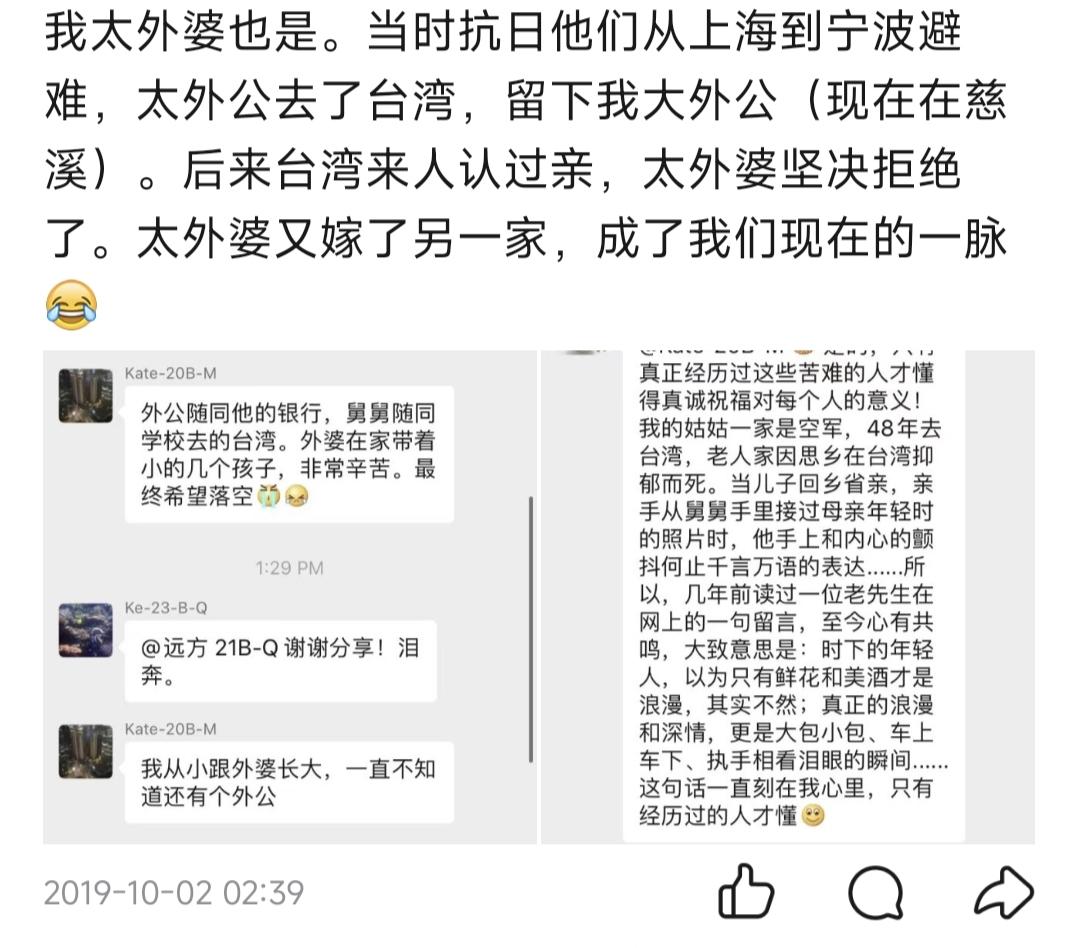 我太外婆也是。当时抗日他们从上海到宁波避
难，太外公去了台湾，留下我大外公（现在在慈
溪）。后来台湾来人认过亲，太外婆坚决拒绝
了。太外婆又嫁了另一家，成了我们现在的一脉
😂
Kate-20B-M
外公随同他的银行，舅舅随同
学校去的台湾。外婆在家带着
小的几个孩子，非常辛苦。最
终希望落空😭😖
1:29 PM
Ke-23-B-Q
@远方 21B-Q 谢谢分享！泪
奔。
Kate-20B-M
我从小跟外婆长大，一直不知
道还有个外公
真正经历过这些苦难的人才懂
得真诚祝福对每个人的意义！
我的姑姑一家是空军，48年去
台湾，老人家因思乡在台湾抑
郁而死。当儿子回乡省亲，亲
手从舅舅手里接过母亲年轻时
的照片时，他手上和内心的颤
抖何止千言万语的表达......所
以，几年前读过一位老先生在
网上的一句留言，至今心有共
鸣，大致意思是：时下的年轻
人，以为只有鲜花和美酒才是
浪漫，其实不然；真正的浪漫
和深情，更是大包小包、车上
车下、执手相看泪眼的瞬间......
这句话一直刻在我心里，只有
经历过的人才懂🙂
2019-10-02 02:39